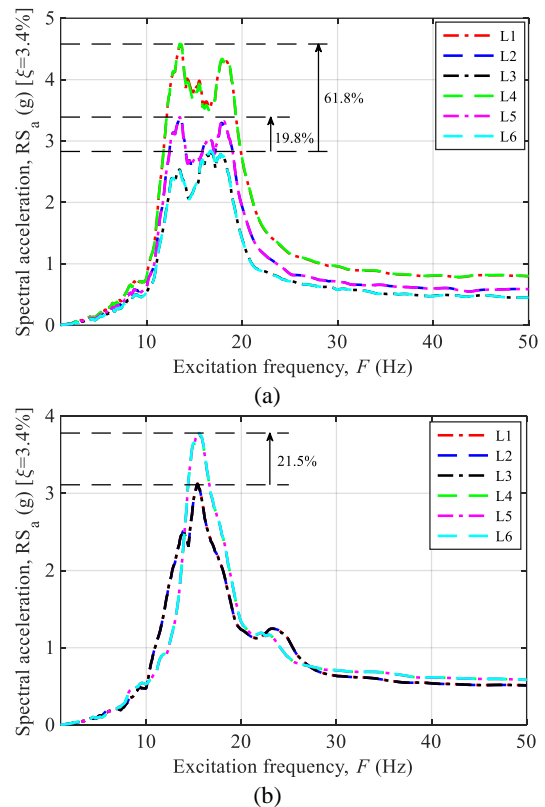 5
4
3
2
1
0
10
20
30
40
50
Spectral acceleration, RSa (g) [ξ=3.4%]
Excitation frequency, F (Hz)
61.8%
19.8%
L1
L2
L3
L4
L5
L6
(a)
4
3
2
1
0
10
20
30
40
50
Spectral acceleration, RSa (g) [ξ=3.4%]
Excitation frequency, F (Hz)
21.5%
L1
L2
L3
L4
L5
L6
(b)